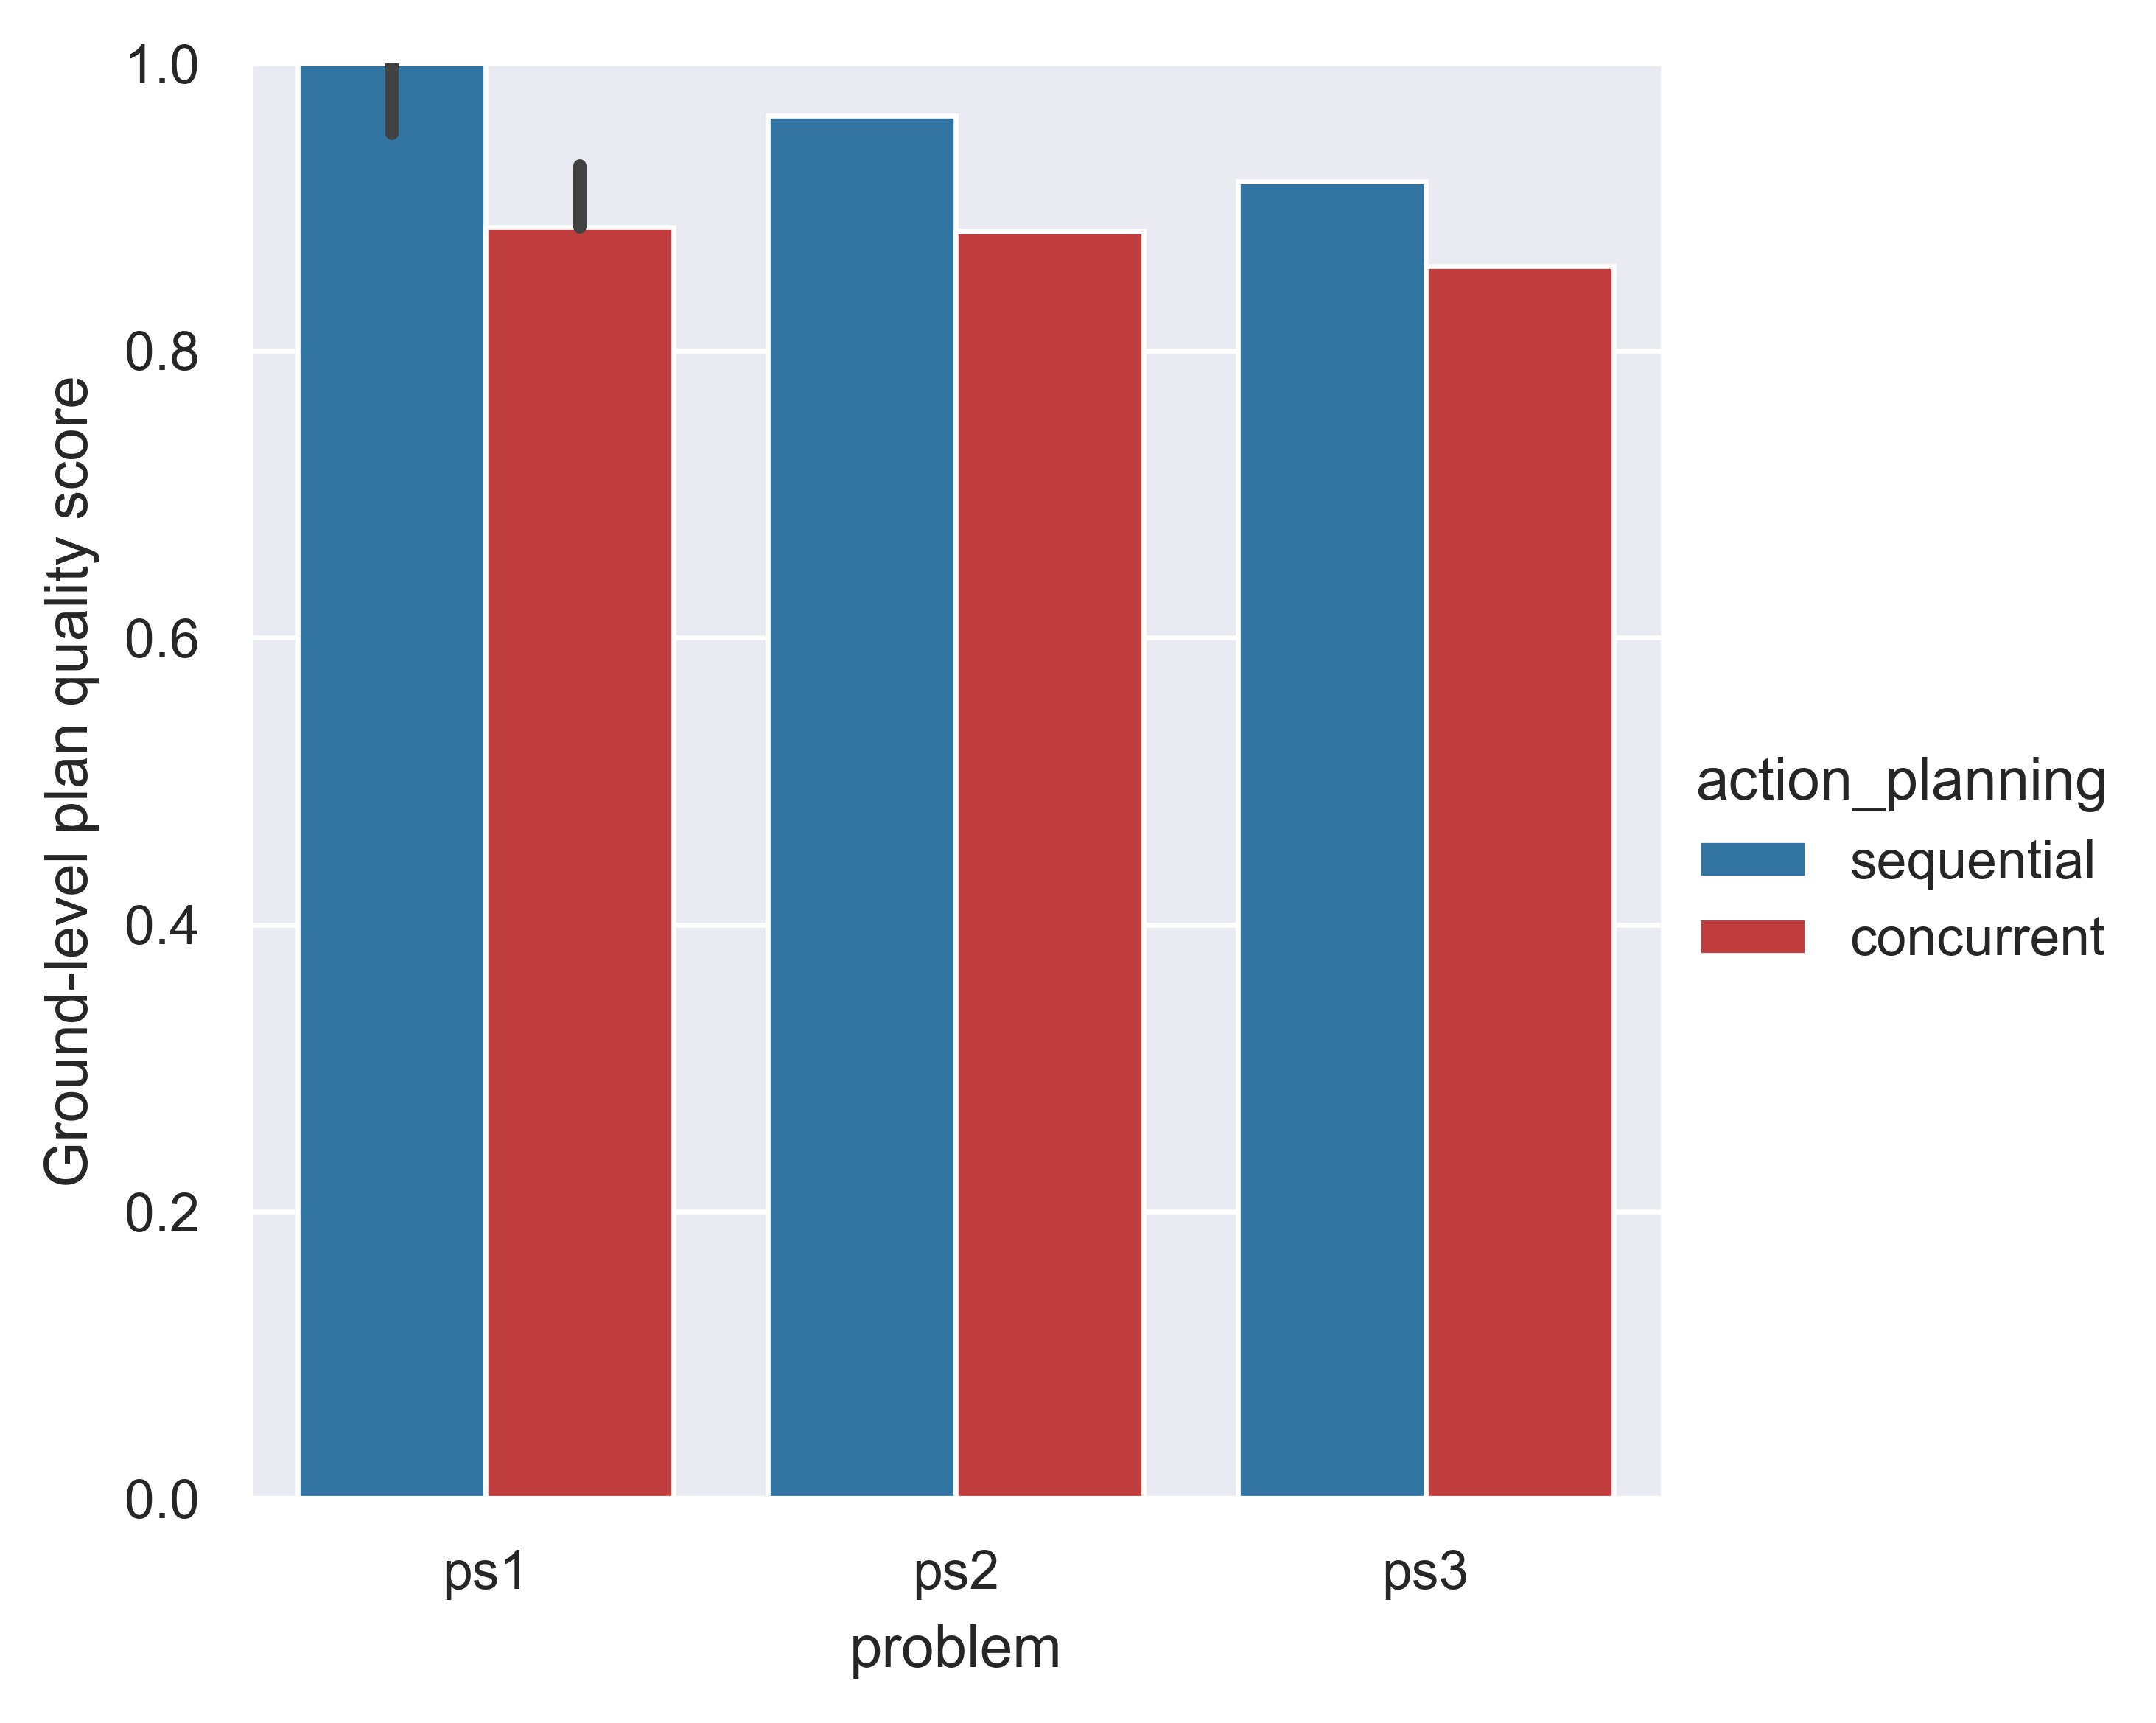 1.0
0.8
0.6
0.4
0.2
0.0
Ground-level plan quality score
ps1
ps2
ps3
problem
action_planning
sequential
concurrent